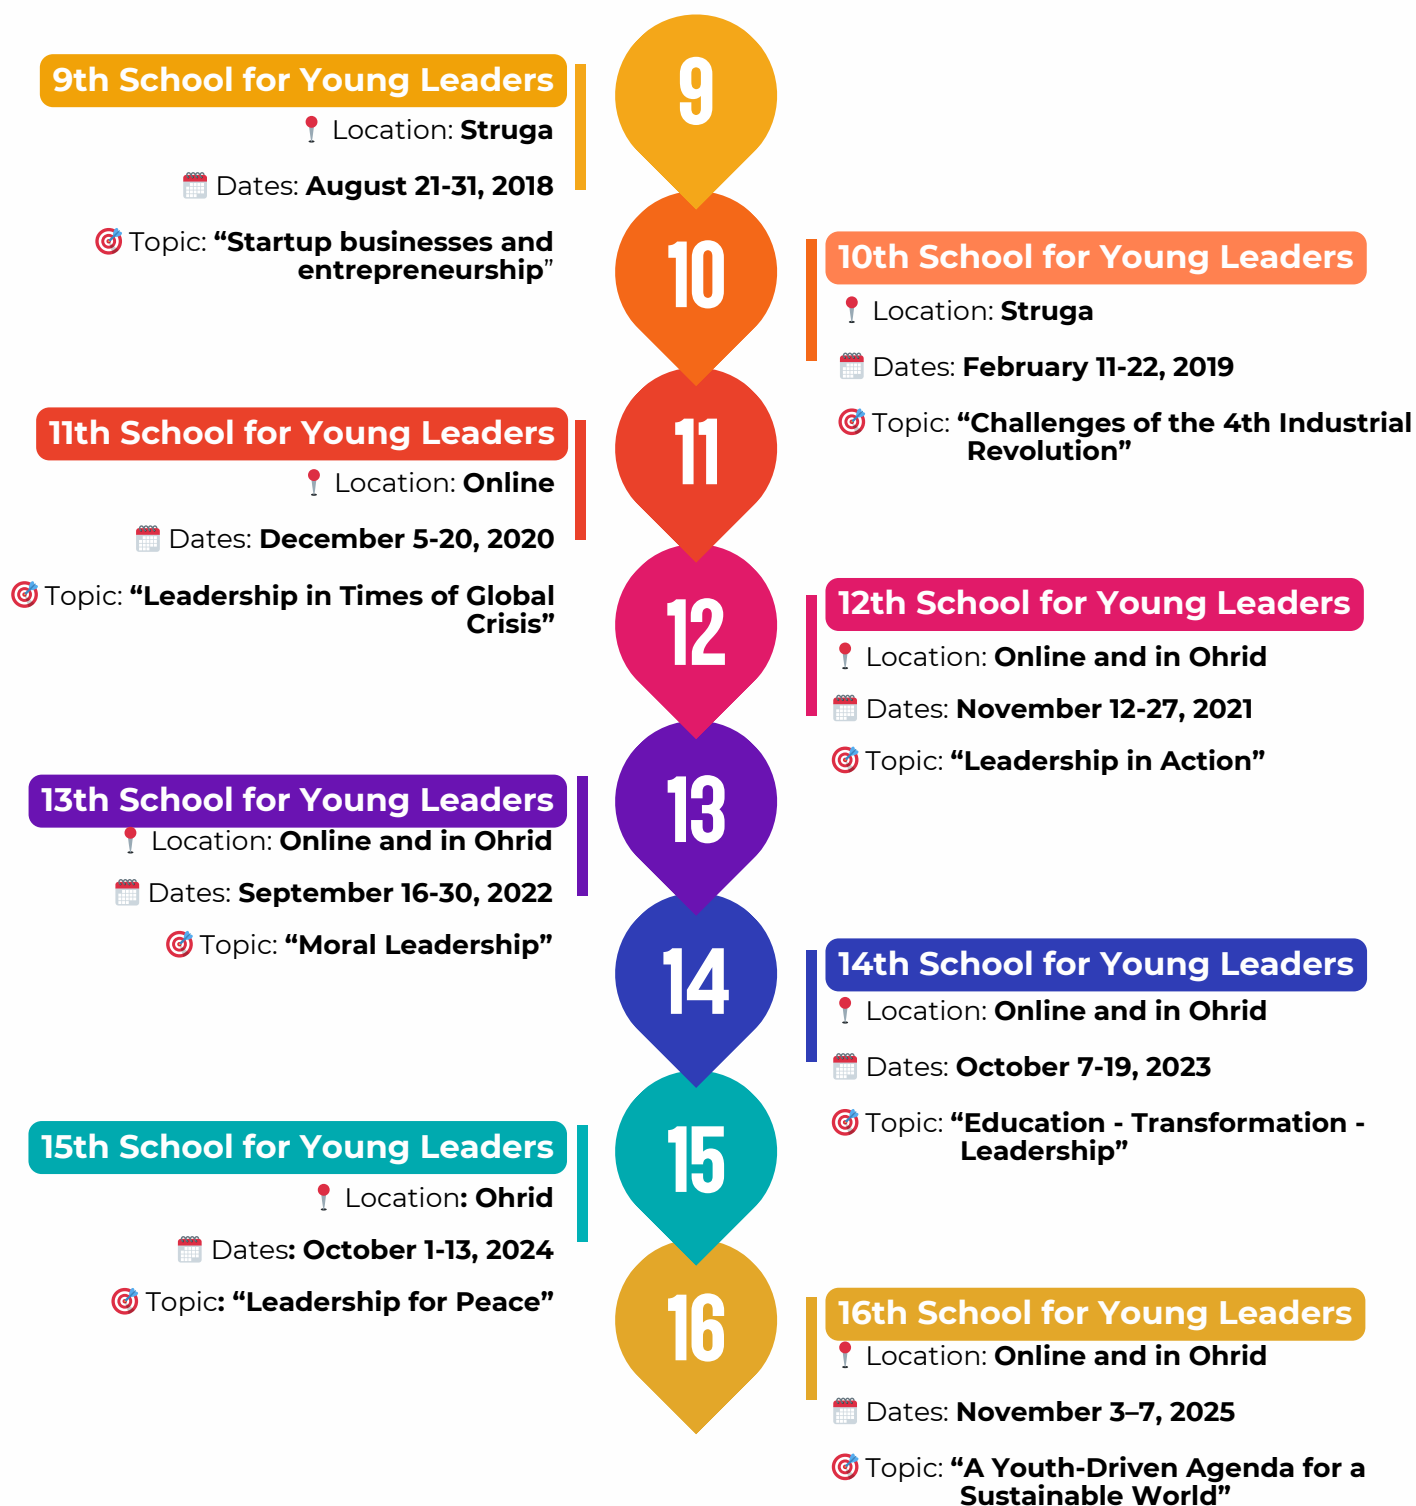 9
9th School for Young Leaders
Location: Struga
Dates: August 21-31, 2018
Topic: “Startup businesses and
entrepreneurship”
10
10th School for Young Leaders
Location: Struga
Dates: February 11-22, 2019
Topic: “Challenges of the 4th Industrial
Revolution”
11
11th School for Young Leaders
Location: Online
Dates: December 5-20, 2020
Topic: “Leadership in Times of Global
Crisis”
12
12th School for Young Leaders
Location: Online and in Ohrid
Dates: November 12-27, 2021
Topic: “Leadership in Action”
13
13th School for Young Leaders
Location: Online and in Ohrid
Dates: September 16-30, 2022
Topic: “Moral Leadership”
14
14th School for Young Leaders
Location: Online and in Ohrid
Dates: October 7-19, 2023
Topic: “Education - Transformation -
Leadership”
15
15th School for Young Leaders
Location: Ohrid
Dates: October 1-13, 2024
Topic: “Leadership for Peace”
16
16th School for Young Leaders
Location: Online and in Ohrid
Dates: November 3–7, 2025
Topic: “A Youth-Driven Agenda for a
Sustainable World”